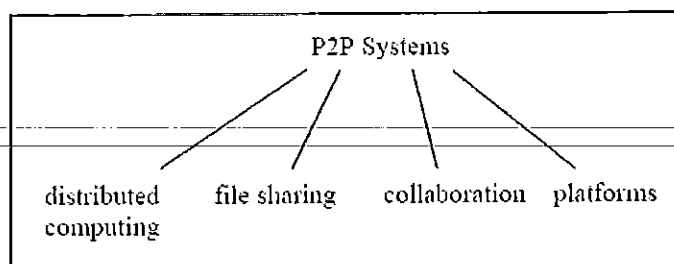 P2P Systems
distributed file sharing collaboration platforms
computing